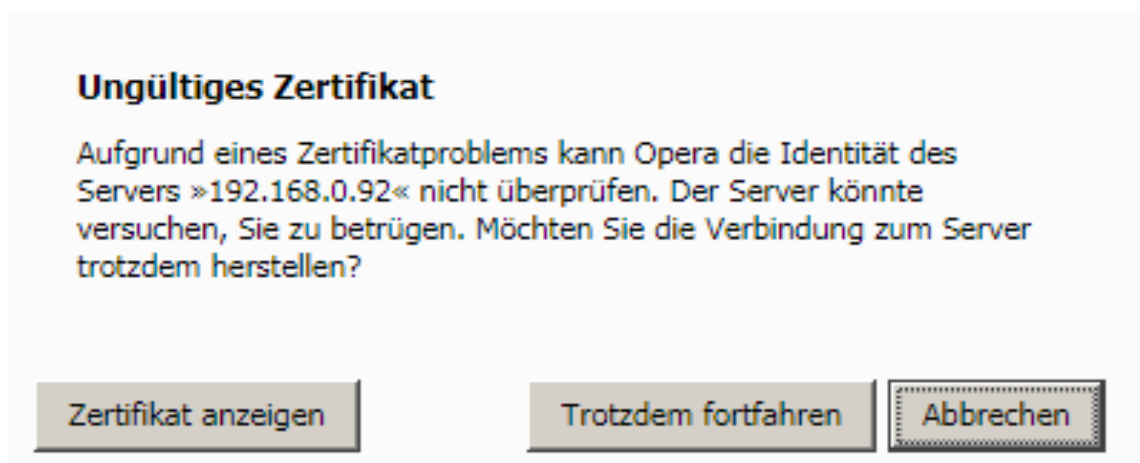 Ungültiges Zertifikat
Aufgrund eines Zertifikatproblems kann Opera die Identität des
Servers »192.168.0.92« nicht überprüfen. Der Server könnte
versuchen, Sie zu betrügen. Möchten Sie die Verbindung zum Server
trotzdem herstellen?
Zertifikat anzeigen
Trotzdem fortfahren
Abbrechen